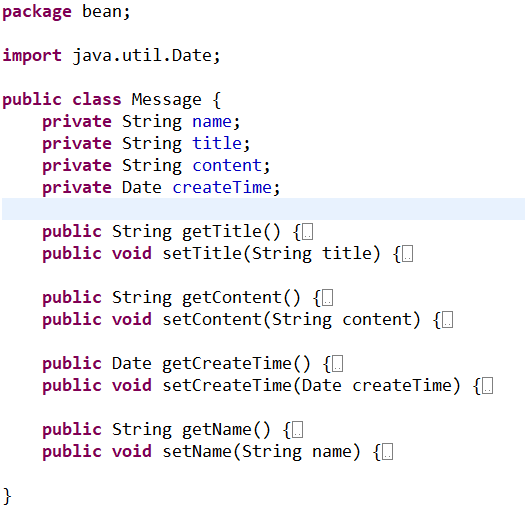 package bean;
import java.util.Date;
public class Message {
    private String name;
    private String title;
    private String content;
    private Date createTime;
    public String getTitle() {..
    public void setTitle(String title) {..
    public String getContent() {..
    public void setContent(String content) {..
    public Date getCreateTime() {..
    public void setCreateTime(Date createTime) {..
    public String getName() {..
    public void setName(String name) {..
}